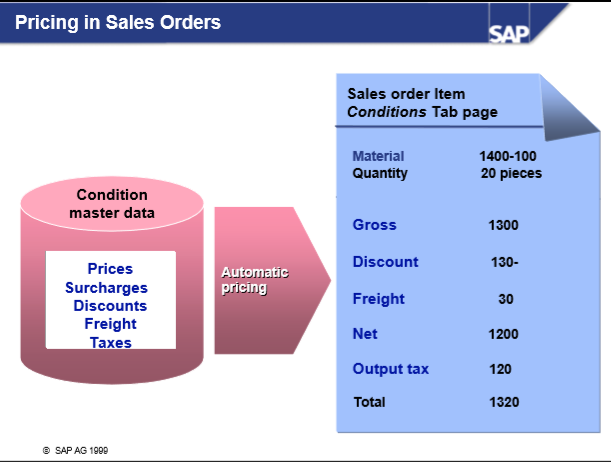 Pricing in Sales Orders
SAP
Sales order Item
Conditions Tab page
Material 1400-100
Quantity 20 pieces
Condition
master data
Prices
Surcharges
Discounts
Freight
Taxes
Automatic
pricing
Gross 1300
Discount 130-
Freight 30
Net 1200
Output tax 120
Total 1320
© SAP AG 1999